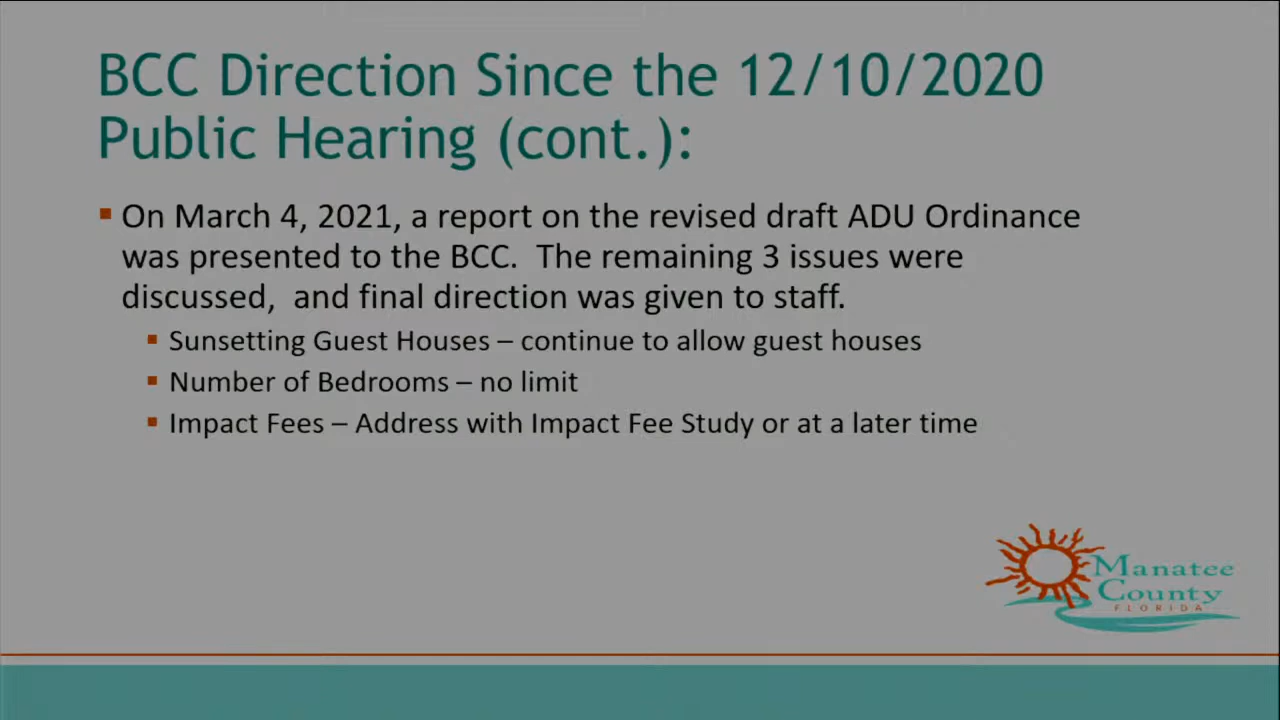 BCC Direction Since the 12/10/2020
Public Hearing (cont.):
▪ On March 4, 2021, a report on the revised draft ADU Ordinance
was presented to the BCC.  The remaining 3 issues were
discussed,  and final direction was given to staff.
▪ Sunsetting Guest Houses – continue to allow guest houses
▪ Number of Bedrooms – no limit
▪ Impact Fees – Address with Impact Fee Study or at a later time
Manatee
County
FLORIDA